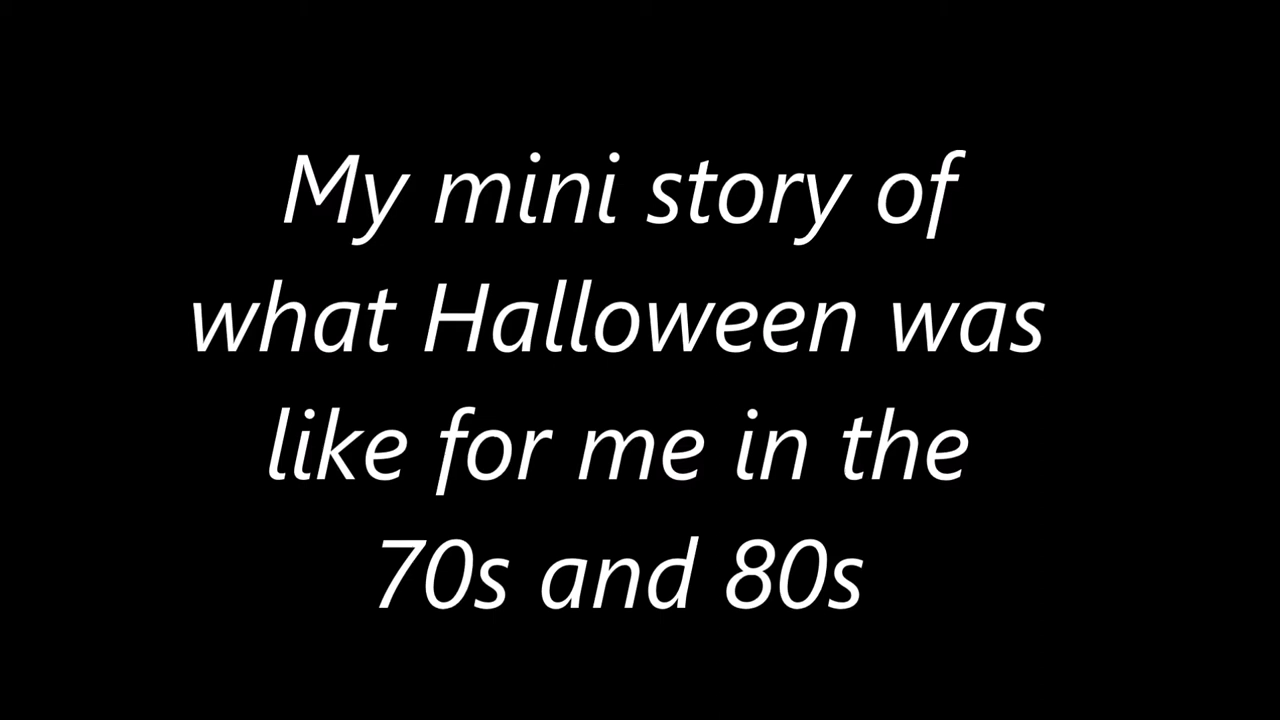 My mini story of
what Halloween was
like for me in the
70s and 80s